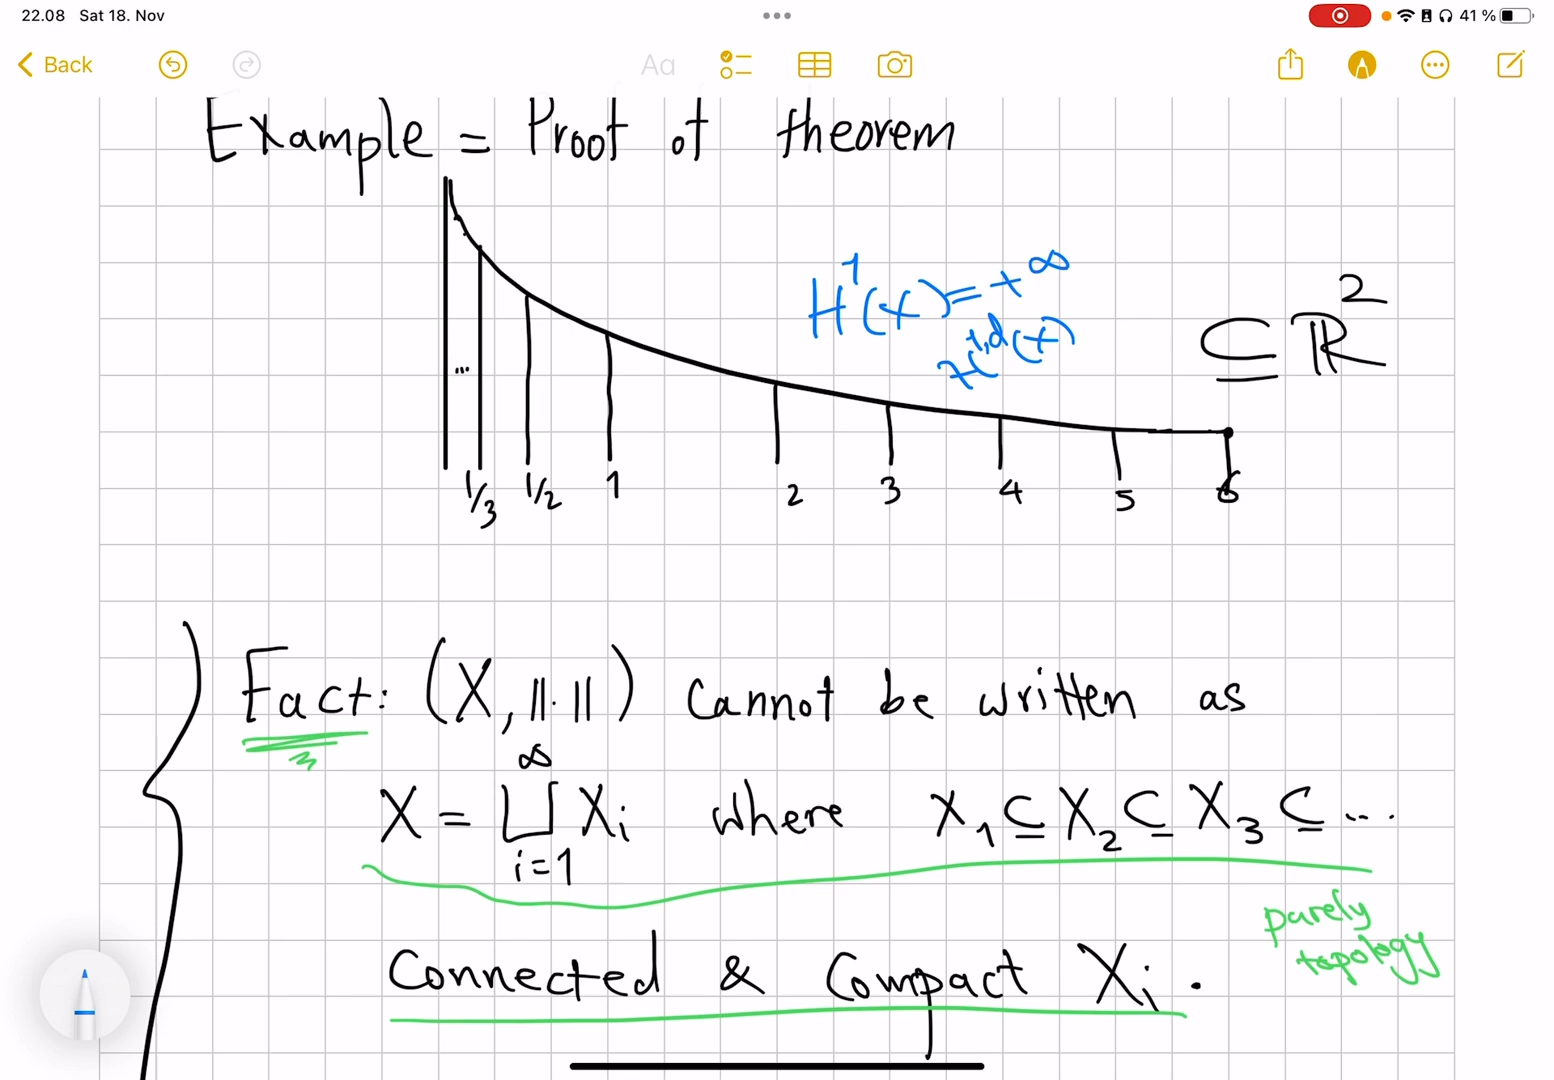 22.08 Sat 18. Nov
41 %
Back
Aa
Example = Proof of theorem
H¹(X) = +∞
ℋ¹,ᵈ(X)
⊆ ℝ²
...
1/3 1/2 1 2 3 4 5 6
Fact: (X, ||·||) cannot be written as
X = ⊔ᵢ₌₁^∞ Xᵢ where X₁ ⊆ X₂ ⊆ X₃ ⊆ ...
purely
topology
Connected & Compact Xᵢ.